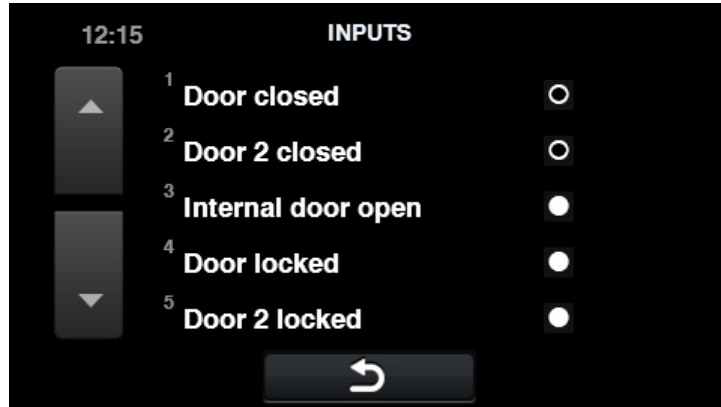 12:15 INPUTS
1 Door closed
2 Door 2 closed
3 Internal door open
4 Door locked
5 Door 2 locked